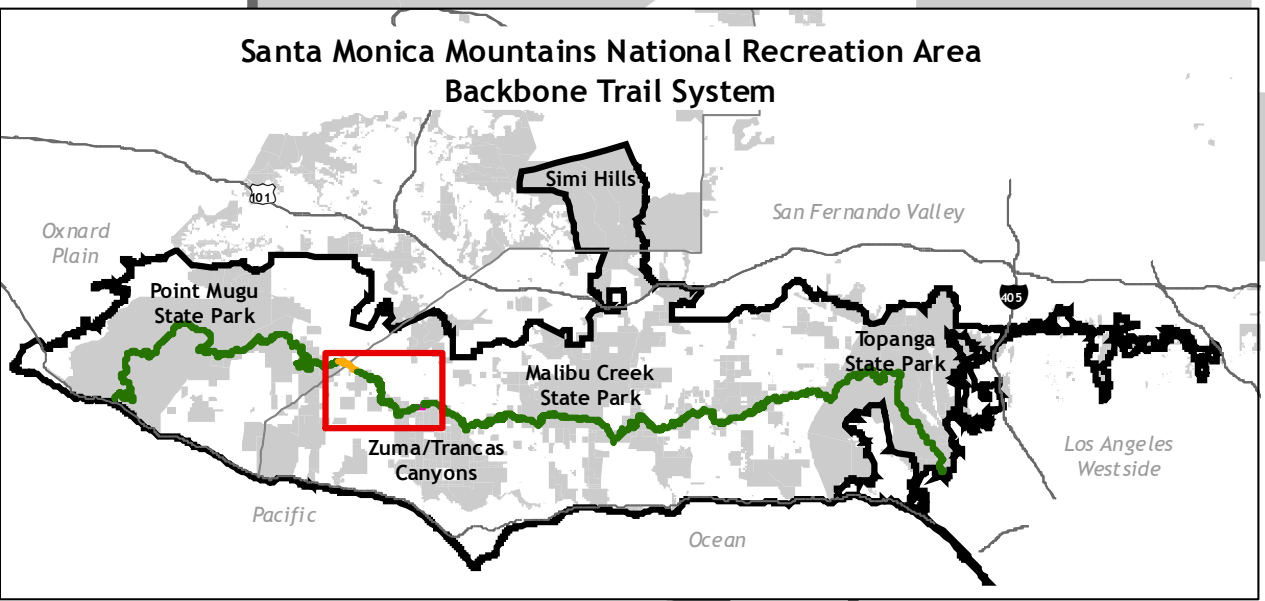 Santa Monica Mountains National Recreation Area
Backbone Trail System
Simi Hills
101
San Fernando Valley
Oxnard
Plain
Point Mugu
State Park
405
Topanga
State Park
Malibu Creek
State Park
Zuma/Trancas
Canyons
Los Angeles
Westside
Pacific
Ocean